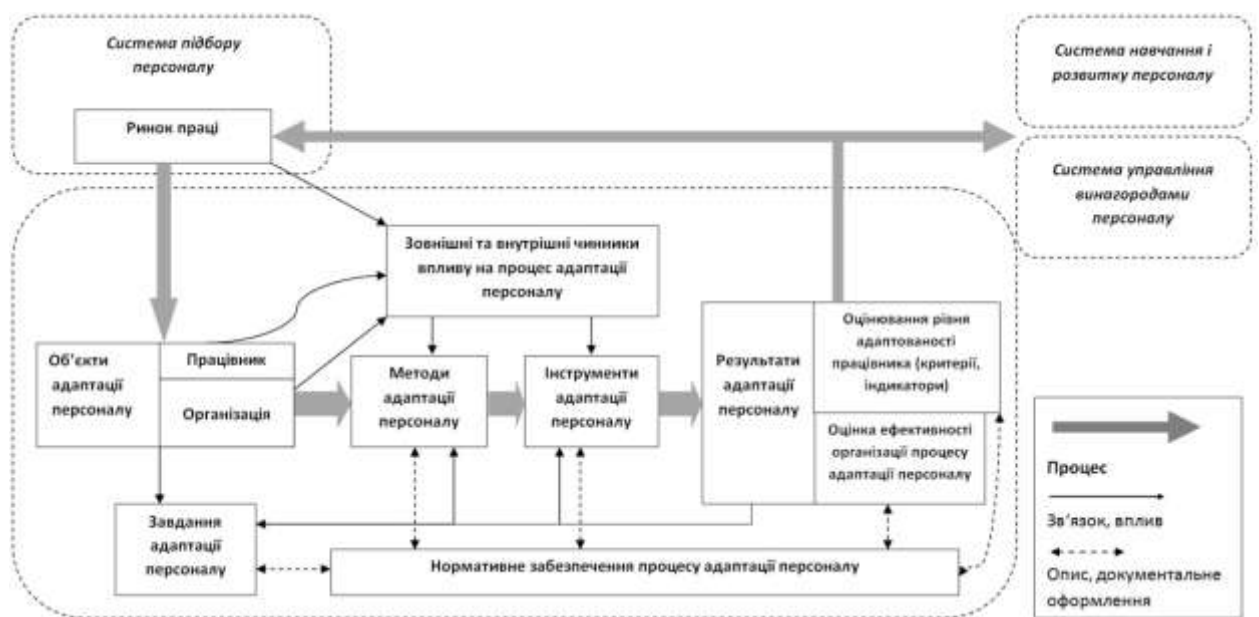 Система підбору
персоналу
Ринок праці
Система навчання і
розвитку персоналу
Система управління
винагородами
персоналу
Зовнішні та внутрішні чинники
впливу на процес адаптації
персоналу
Об'єкти
адаптації
персоналу
Працівник
Організація
Методи
адаптації
персоналу
Інструменти
адаптації
персоналу
Результати
адаптації
персоналу
Оцінювання рівня
адаптованості
працівника (критерії,
індикатори)
Оцінка ефективності
організації процесу
адаптації персоналу
Завдання
адаптації
персоналу
Нормативне забезпечення процесу адаптації персоналу
Процес
Зв'язок, вплив
Опис, документальне
оформлення